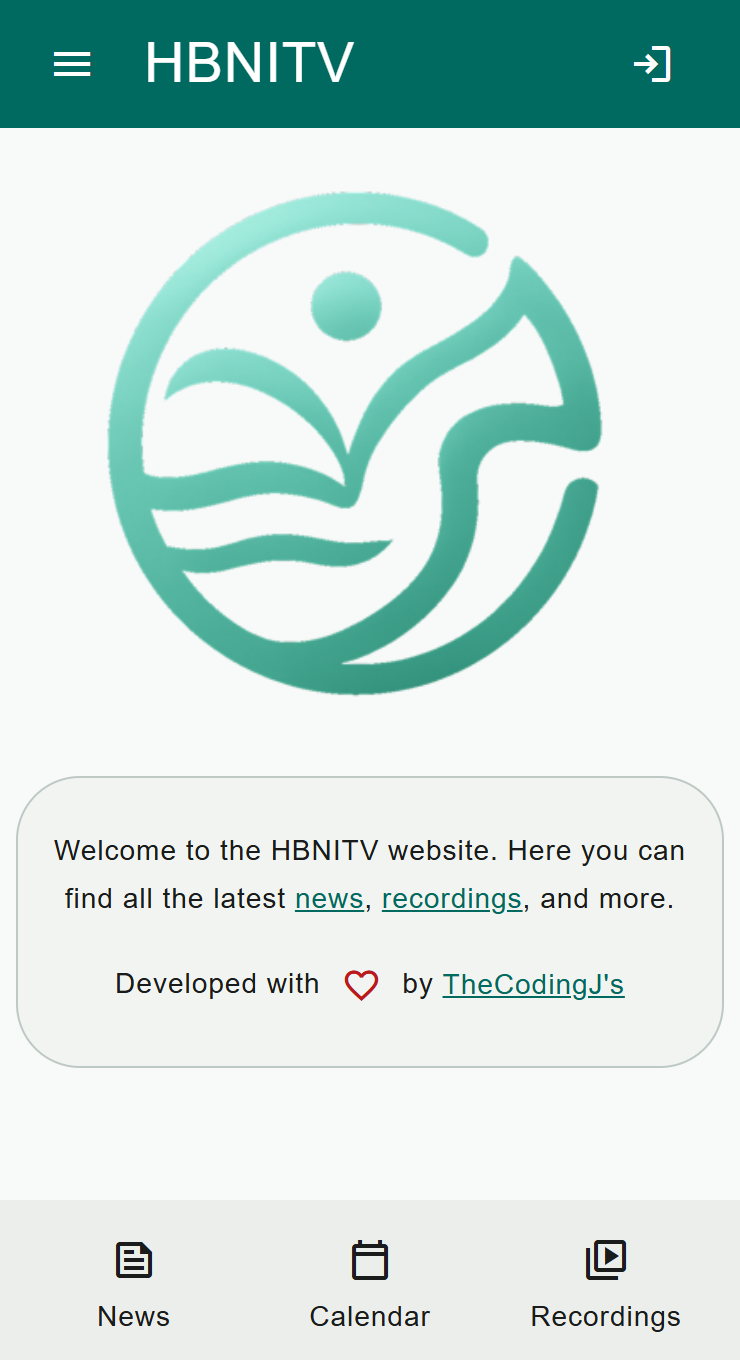 HBNITV
Welcome to the HBNITV website. Here you can
find all the latest news, recordings, and more.
Developed with by TheCodingJ's
News
Calendar
Recordings